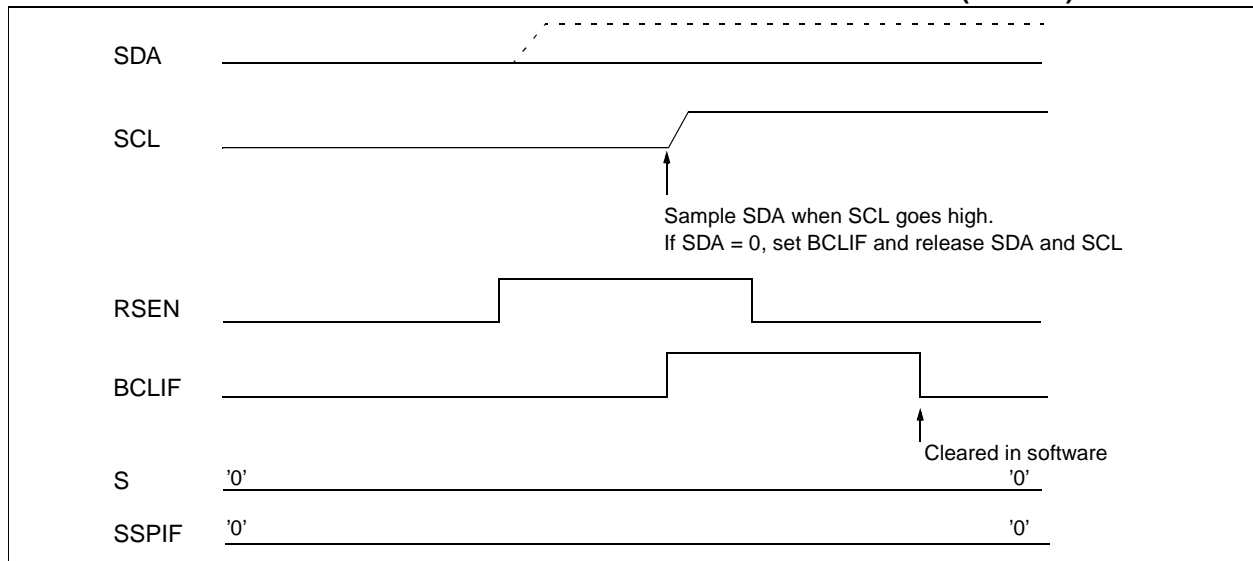 SDA
SCL
Sample SDA when SCL goes high.
If SDA = 0, set BCLIF and release SDA and SCL
RSEN
BCLIF
Cleared in software
S '0' '0'
SSPIF '0' '0'